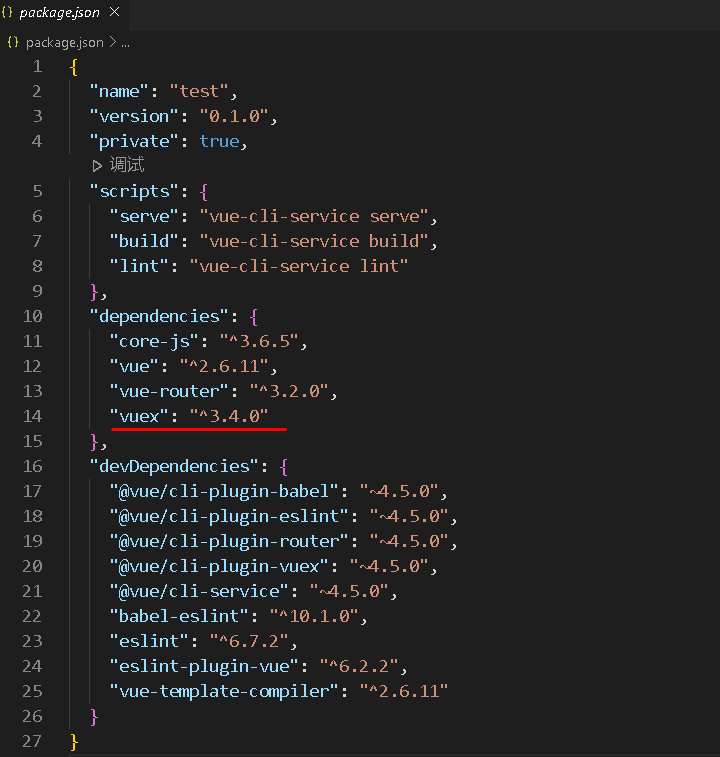 {} package.json ×
{} package.json > ...
1 {
2 "name": "test",
3 "version": "0.1.0",
4 "private": true,
▷ 调试
5 "scripts": {
6 "serve": "vue-cli-service serve",
7 "build": "vue-cli-service build",
8 "lint": "vue-cli-service lint"
9 },
10 "dependencies": {
11 "core-js": "^3.6.5",
12 "vue": "^2.6.11",
13 "vue-router": "^3.2.0",
14 "vuex": "^3.4.0"
15 },
16 "devDependencies": {
17 "@vue/cli-plugin-babel": "~4.5.0",
18 "@vue/cli-plugin-eslint": "~4.5.0",
19 "@vue/cli-plugin-router": "~4.5.0",
20 "@vue/cli-plugin-vuex": "~4.5.0",
21 "@vue/cli-service": "~4.5.0",
22 "babel-eslint": "^10.1.0",
23 "eslint": "^6.7.2",
24 "eslint-plugin-vue": "^6.2.2",
25 "vue-template-compiler": "^2.6.11"
26 }
27 }